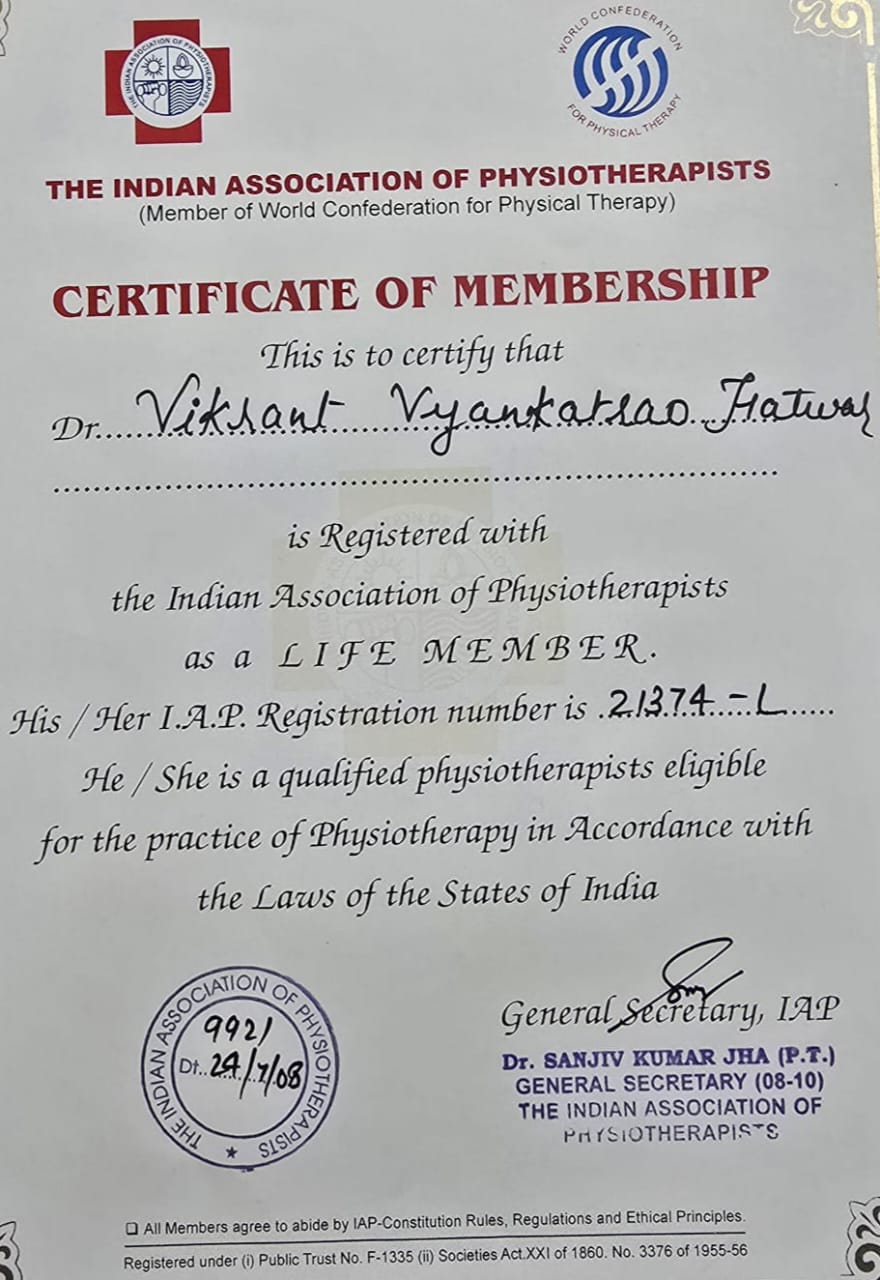 THE INDIAN ASSOCIATION OF PHYSIOTHERAPISTS
WORLD CONFEDERATION
FOR PHYSICAL THERAPY
THE INDIAN ASSOCIATION OF PHYSIOTHERAPISTS
(Member of World Confederation for Physical Therapy)
CERTIFICATE OF MEMBERSHIP
This is to certify that
Dr. Vikrant Vyankatrao Hatwar
is Registered with
the Indian Association of Physiotherapists
as a LIFE MEMBER.
His / Her I.A.P. Registration number is 21374-L
He / She is a qualified physiotherapists eligible
for the practice of Physiotherapy in Accordance with
the Laws of the States of India
THE INDIAN ASSOCIATION OF PHYSIOTHERAPISTS
Dt.
General Secretary, IAP
Dr. SANJIV KUMAR JHA (P.T.)
GENERAL SECRETARY (08-10)
THE INDIAN ASSOCIATION OF
PHYSIOTHERAPISTS
❑ All Members agree to abide by IAP-Constitution Rules, Regulations and Ethical Principles.
Registered under (i) Public Trust No. F-1335 (ii) Societies Act.XXI of 1860. No. 3376 of 1955-56